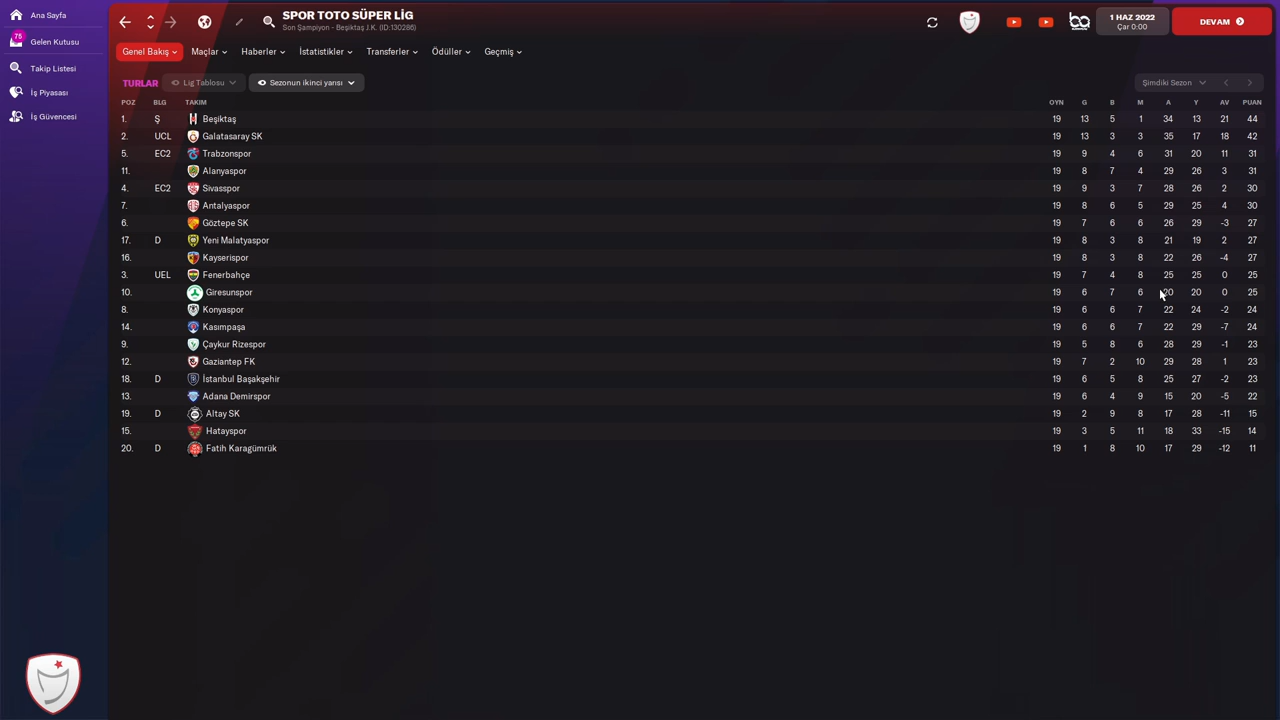 Ana Sayfa
75
Gelen Kutusu
Takip Listesi
İş Piyasası
İş Güvencesi
SPOR TOTO SÜPER LİG
Son Şampiyon - Beşiktaş J.K. (ID:130286)
1 HAZ 2022
Çar 0:00
DEVAM
Genel Bakış Maçlar Haberler İstatistikler Transferler Ödüller Geçmiş
TURLAR Lig Tablosu Sezonun ikinci yarısı Şimdiki Sezon
POZ BLG TAKIM OYN G B M A Y AV PUAN
1. Ş Beşiktaş 19 13 5 1 34 13 21 44
2. UCL Galatasaray SK 19 13 3 3 35 17 18 42
5. EC2 Trabzonspor 19 9 4 6 31 20 11 31
11. Alanyaspor 19 8 7 4 29 26 3 31
4. EC2 Sivasspor 19 9 3 7 28 26 2 30
7. Antalyaspor 19 8 6 5 29 25 4 30
6. Göztepe SK 19 7 6 6 26 29 -3 27
17. D Yeni Malatyaspor 19 8 3 8 21 19 2 27
16. Kayserispor 19 8 3 8 22 26 -4 27
3. UEL Fenerbahçe 19 7 4 8 25 25 0 25
10. Giresunspor 19 6 7 6 20 20 0 25
8. Konyaspor 19 6 6 7 22 24 -2 24
14. Kasımpaşa 19 6 6 7 22 29 -7 24
9. Çaykur Rizespor 19 5 8 6 28 29 -1 23
12. Gaziantep FK 19 7 2 10 29 28 1 23
18. D İstanbul Başakşehir 19 6 5 8 25 27 -2 23
13. Adana Demirspor 19 6 4 9 15 20 -5 22
19. D Altay SK 19 2 9 8 17 28 -11 15
15. Hatayspor 19 3 5 11 18 33 -15 14
20. D Fatih Karagümrük 19 1 8 10 17 29 -12 11